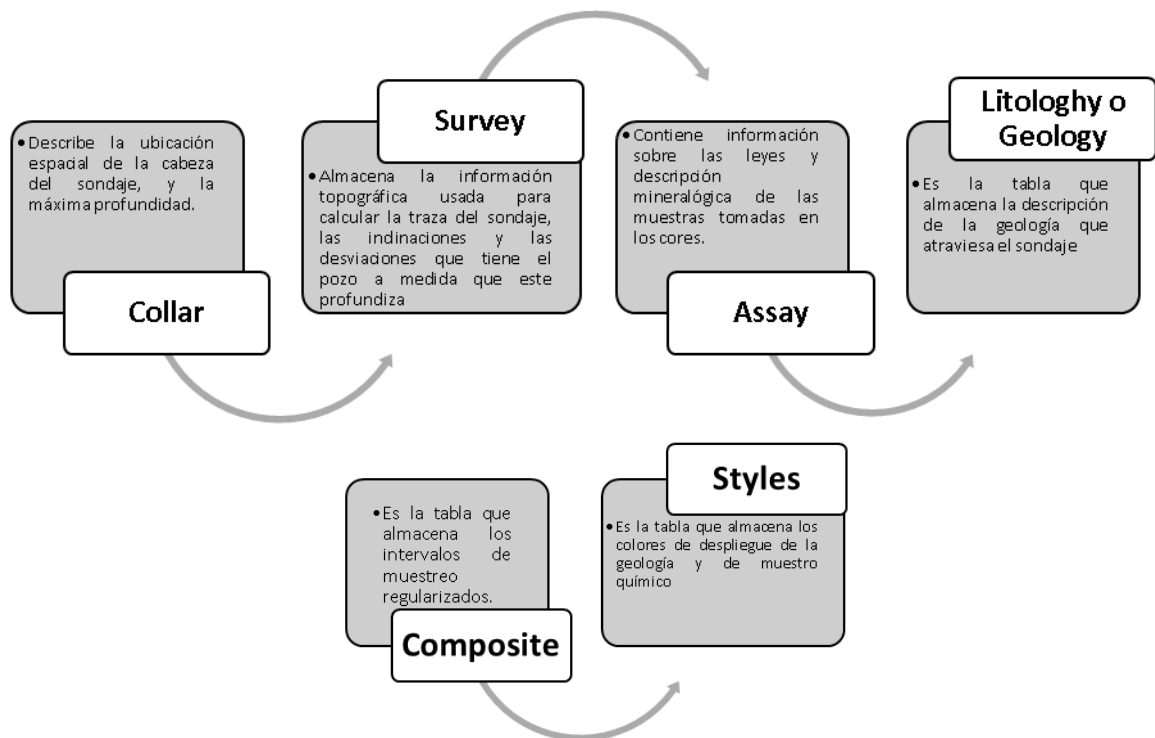 • Describe la ubicación
espacial de la cabeza
del sondaje, y la
máxima profundidad.
Collar
Survey
• Almacena la información
topográfica usada para
calcular la traza del sondaje,
las indinaciones y las
desviaciones que tiene el
pozo a medida que este
profundiza
• Contiene información
sobre las leyes y
descripción
mineralógica de las
muestras tomadas en
los cores.
Assay
Litologhy o
Geology
• Es la tabla que
almacena la descripción
de la geología que
atraviesa el sondaje
• Es la tabla que
almacena los
intervalos de
muestreo
regularizados.
Composite
Styles
• Es la tabla que almacena los
colores de despliegue de la
geología y de muestro
químico